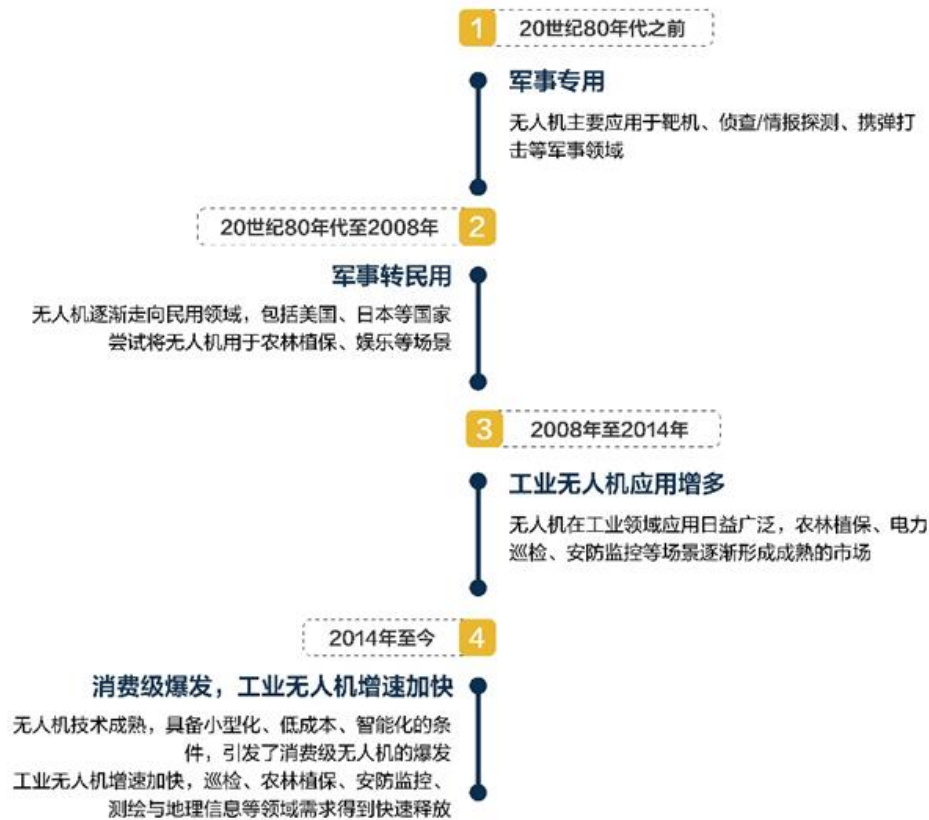 1 20世纪80年代之前
军事专用
无人机主要应用于靶机、侦查/情报探测、携弹打
击等军事领域
20世纪80年代至2008年 2
军事转民用
无人机逐渐走向民用领域，包括美国、日本等国家
尝试将无人机用于农林植保、娱乐等场景
3 2008年至2014年
工业无人机应用增多
无人机在工业领域应用日益广泛，农林植保、电力
巡检、安防监控等场景逐渐形成成熟的市场
2014年至今 4
消费级爆发，工业无人机增速加快
无人机技术成熟，具备小型化、低成本、智能化的条
件，引发了消费级无人机的爆发
工业无人机增速加快，巡检、农林植保、安防监控、
测绘与地理信息等领域需求得到快速释放